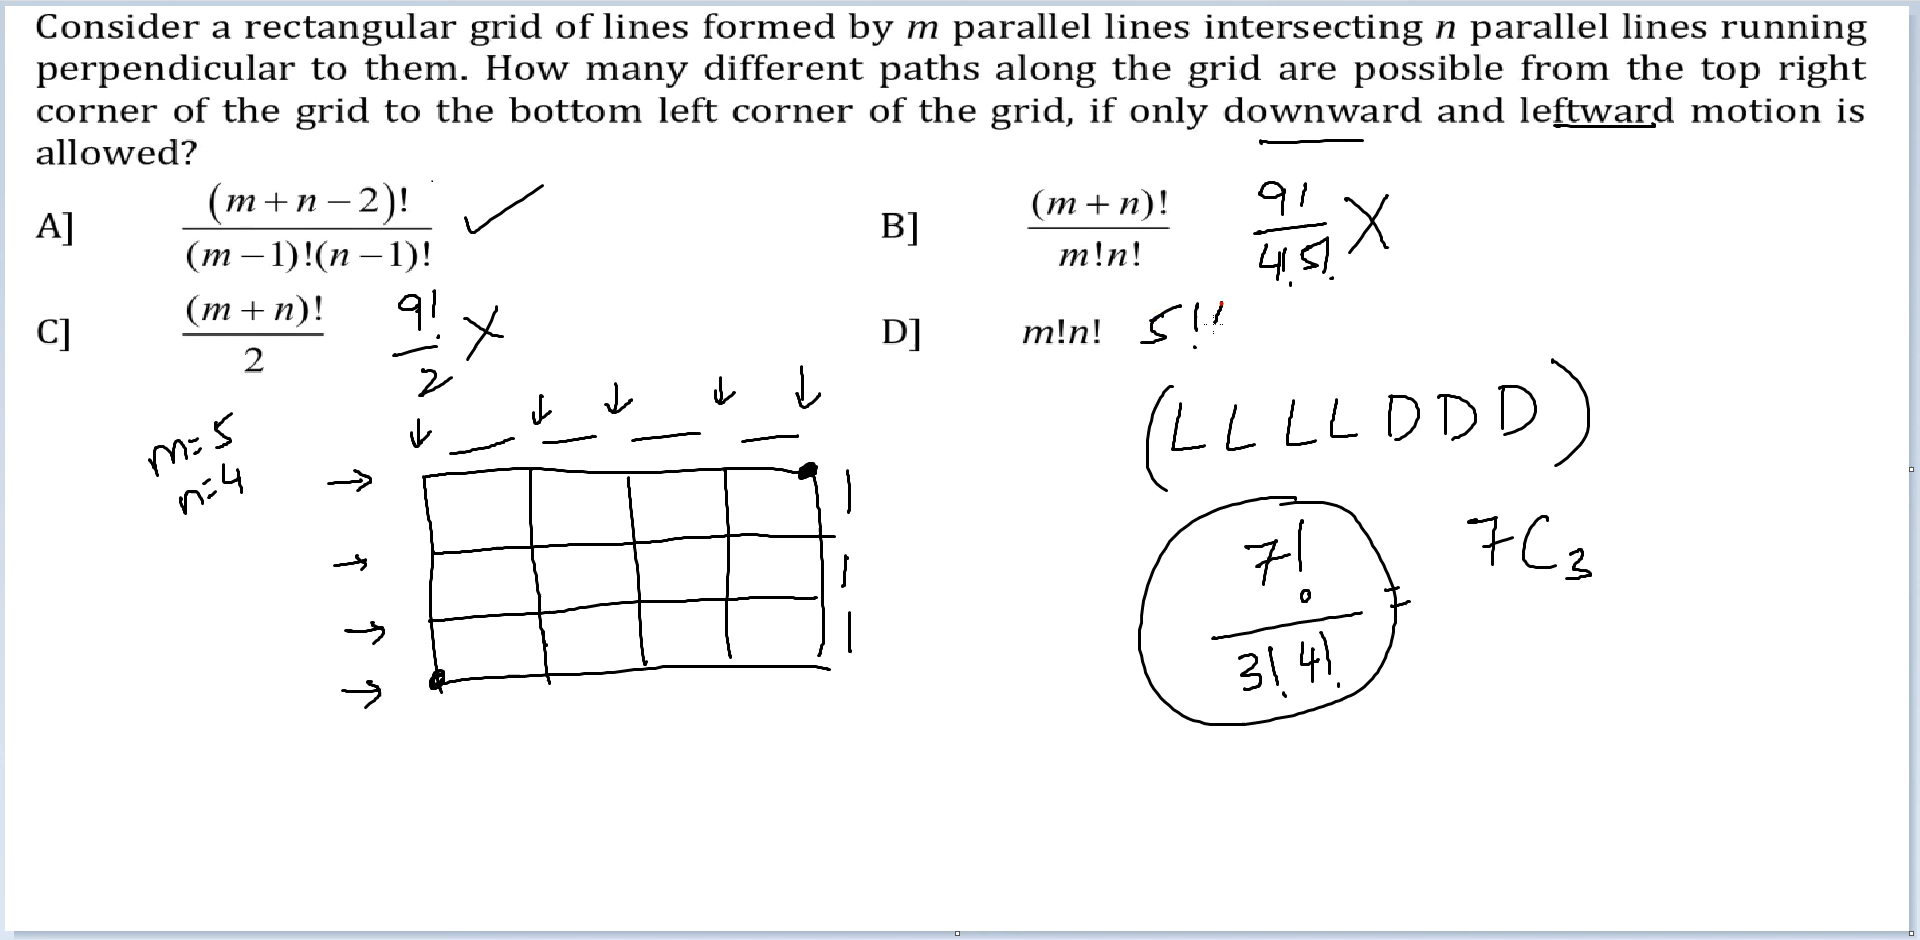 Consider a rectangular grid of lines formed by m parallel lines intersecting n parallel lines running
perpendicular to them. How many different paths along the grid are possible from the top right
corner of the grid to the bottom left corner of the grid, if only downward and leftward motion is
allowed?
A] (m+n−2)! / (m−1)!(n−1)! ✓
B] (m+n)! / m!n! 9! / 4!5! X
C] (m+n)! / 2 9! / 2 X
D] m!n! 5!
m=5
n=4
(LLLLDDD)
7! / 3!4! = 7C3